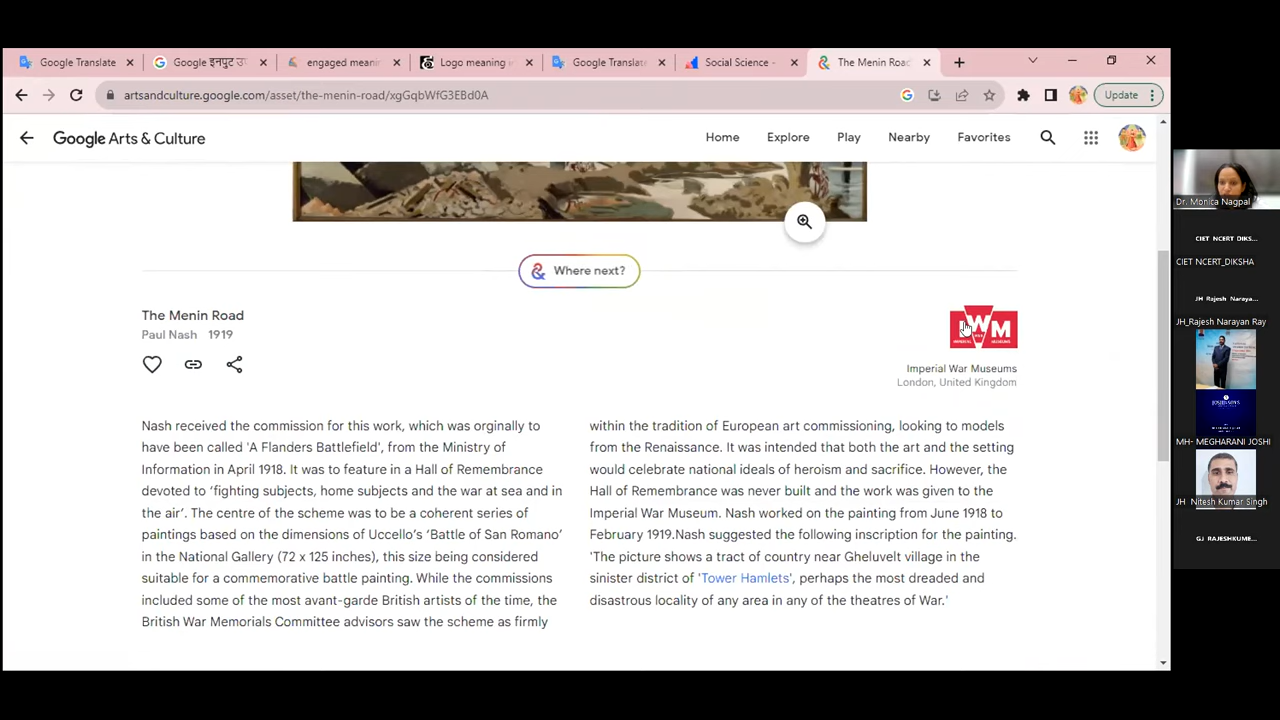 Google Translate
Google इनपुट उ
engaged meani
Logo meaning i
Google Translate
Social Science -
The Menin Road
artsandculture.google.com/asset/the-menin-road/xgGqbWfG3EBd0A
Update
Google Arts & Culture
Home Explore Play Nearby Favorites
Where next?
The Menin Road
Paul Nash 1919
IWM
IMPERIAL WAR MUSEUMS
Imperial War Museums
London, United Kingdom
Nash received the commission for this work, which was orginally to
have been called 'A Flanders Battlefield', from the Ministry of
Information in April 1918. It was to feature in a Hall of Remembrance
devoted to ‘fighting subjects, home subjects and the war at sea and in
the air’. The centre of the scheme was to be a coherent series of
paintings based on the dimensions of Uccello’s ‘Battle of San Romano’
in the National Gallery (72 x 125 inches), this size being considered
suitable for a commemorative battle painting. While the commissions
included some of the most avant-garde British artists of the time, the
British War Memorials Committee advisors saw the scheme as firmly
within the tradition of European art commissioning, looking to models
from the Renaissance. It was intended that both the art and the setting
would celebrate national ideals of heroism and sacrifice. However, the
Hall of Remembrance was never built and the work was given to the
Imperial War Museum. Nash worked on the painting from June 1918 to
February 1919.Nash suggested the following inscription for the painting.
'The picture shows a tract of country near Gheluvelt village in the
sinister district of 'Tower Hamlets', perhaps the most dreaded and
disastrous locality of any area in any of the theatres of War.'
Dr. Monica Nagpal
CIET NCERT DIKS...
CIET NCERT_DIKSHA
JH_Rajesh Naraya...
JH_Rajesh Narayan Ray
MH- MEGHARANI JOSHI
JH Nitesh Kumar Singh
GJ RAJESHKUME...